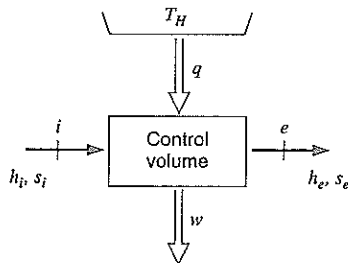 T_H
q
i
e
Control
volume
h_i, s_i
h_e, s_e
w